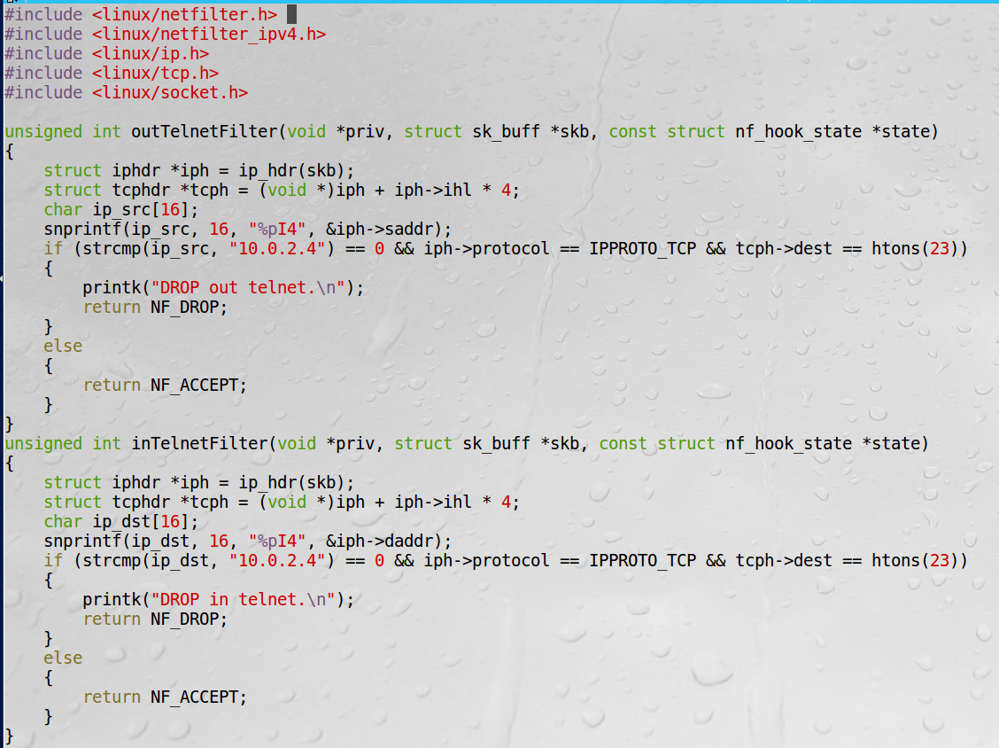 #include <linux/netfilter.h>
#include <linux/netfilter_ipv4.h>
#include <linux/ip.h>
#include <linux/tcp.h>
#include <linux/socket.h>

unsigned int outTelnetFilter(void *priv, struct sk_buff *skb, const struct nf_hook_state *state)
{
    struct iphdr *iph = ip_hdr(skb);
    struct tcphdr *tcph = (void *)iph + iph->ihl * 4;
    char ip_src[16];
    snprintf(ip_src, 16, "%pI4", &iph->saddr);
    if (strcmp(ip_src, "10.0.2.4") == 0 && iph->protocol == IPPROTO_TCP && tcph->dest == htons(23))
    {
        printk("DROP out telnet.\n");
        return NF_DROP;
    }
    else
    {
        return NF_ACCEPT;
    }
}
unsigned int inTelnetFilter(void *priv, struct sk_buff *skb, const struct nf_hook_state *state)
{
    struct iphdr *iph = ip_hdr(skb);
    struct tcphdr *tcph = (void *)iph + iph->ihl * 4;
    char ip_dst[16];
    snprintf(ip_dst, 16, "%pI4", &iph->daddr);
    if (strcmp(ip_dst, "10.0.2.4") == 0 && iph->protocol == IPPROTO_TCP && tcph->dest == htons(23))
    {
        printk("DROP in telnet.\n");
        return NF_DROP;
    }
    else
    {
        return NF_ACCEPT;
    }
}